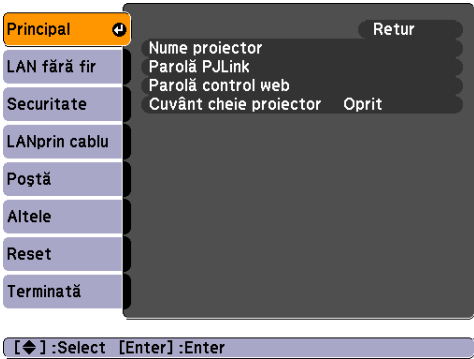 Principal
LAN fără fir
Securitate
LANprin cablu
Poştă
Altele
Reset
Terminată
Retur
Nume proiector
Parolă PJLink
Parolă control web
Cuvânt cheie proiector Oprit
[◆] :Select [Enter] :Enter